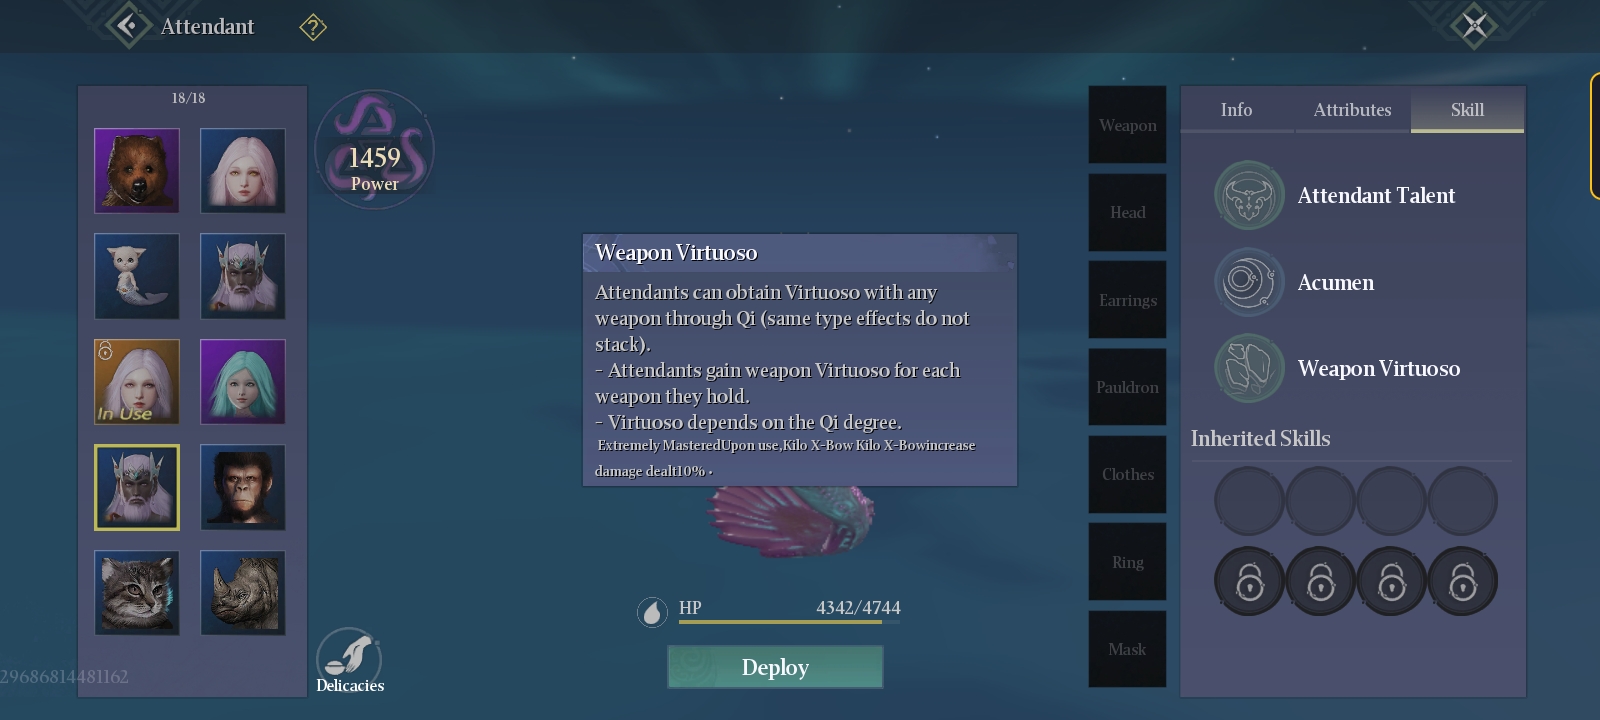 Attendant
?
18/18
1459
Power
In Use
29686814481162
Delicacies
Weapon Virtuoso
Attendants can obtain Virtuoso with any
weapon through Qi (same type effects do not
stack).
- Attendants gain weapon Virtuoso for each
weapon they hold.
- Virtuoso depends on the Qi degree.
Extremely MasteredUpon use,Kilo X-Bow Kilo X-Bowincrease
damage dealt10% ·
HP 4342/4744
Deploy
Weapon
Head
Earrings
Pauldron
Clothes
Ring
Mask
Info Attributes Skill
Attendant Talent
Acumen
Weapon Virtuoso
Inherited Skills